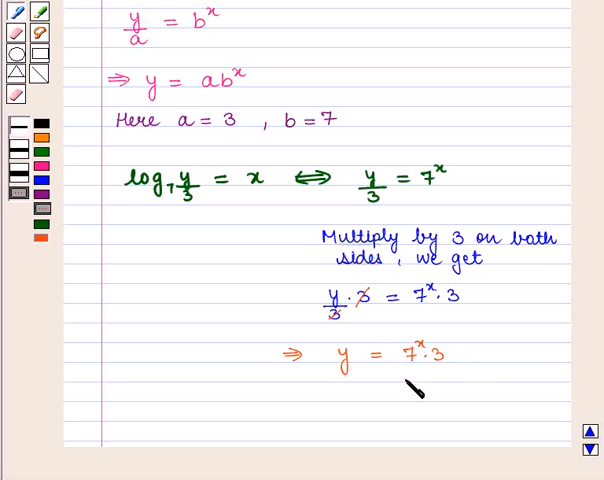 y/a = b^x
⇒ y = ab^x
Here a = 3 , b = 7
log₇ y/3 = x ⇔ y/3 = 7^x
Multiply by 3 on both
sides, we get
y/3 · 3 = 7^x · 3
⇒ y = 7^x · 3